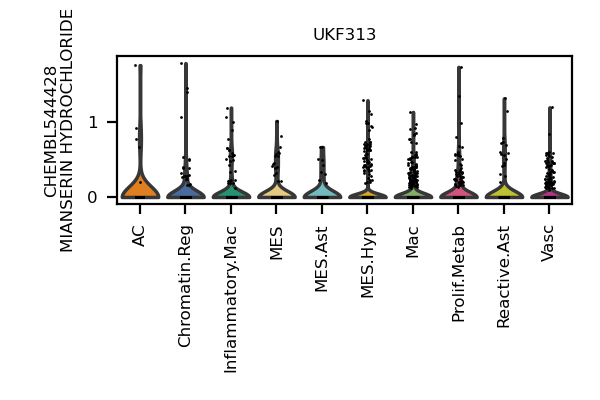 UKF313
CHEMBL544428
MIANSERIN HYDROCHLORIDE
1
0
AC
Chromatin.Reg
Inflammatory.Mac
MES
MES.Ast
MES.Hyp
Mac
Prolif.Metab
Reactive.Ast
Vasc